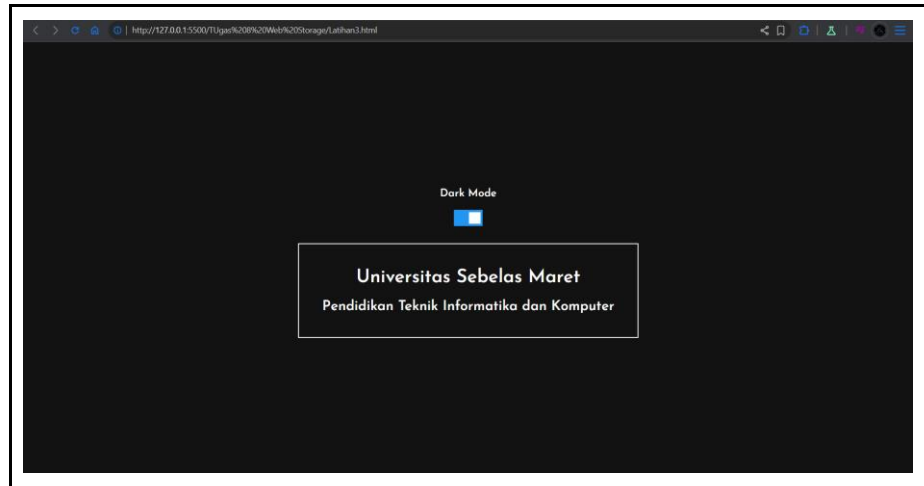 http://127.0.0.1:5500/TUgas%208%20Web%20Storage/Latihan3.html
Dark Mode
Universitas Sebelas Maret
Pendidikan Teknik Informatika dan Komputer